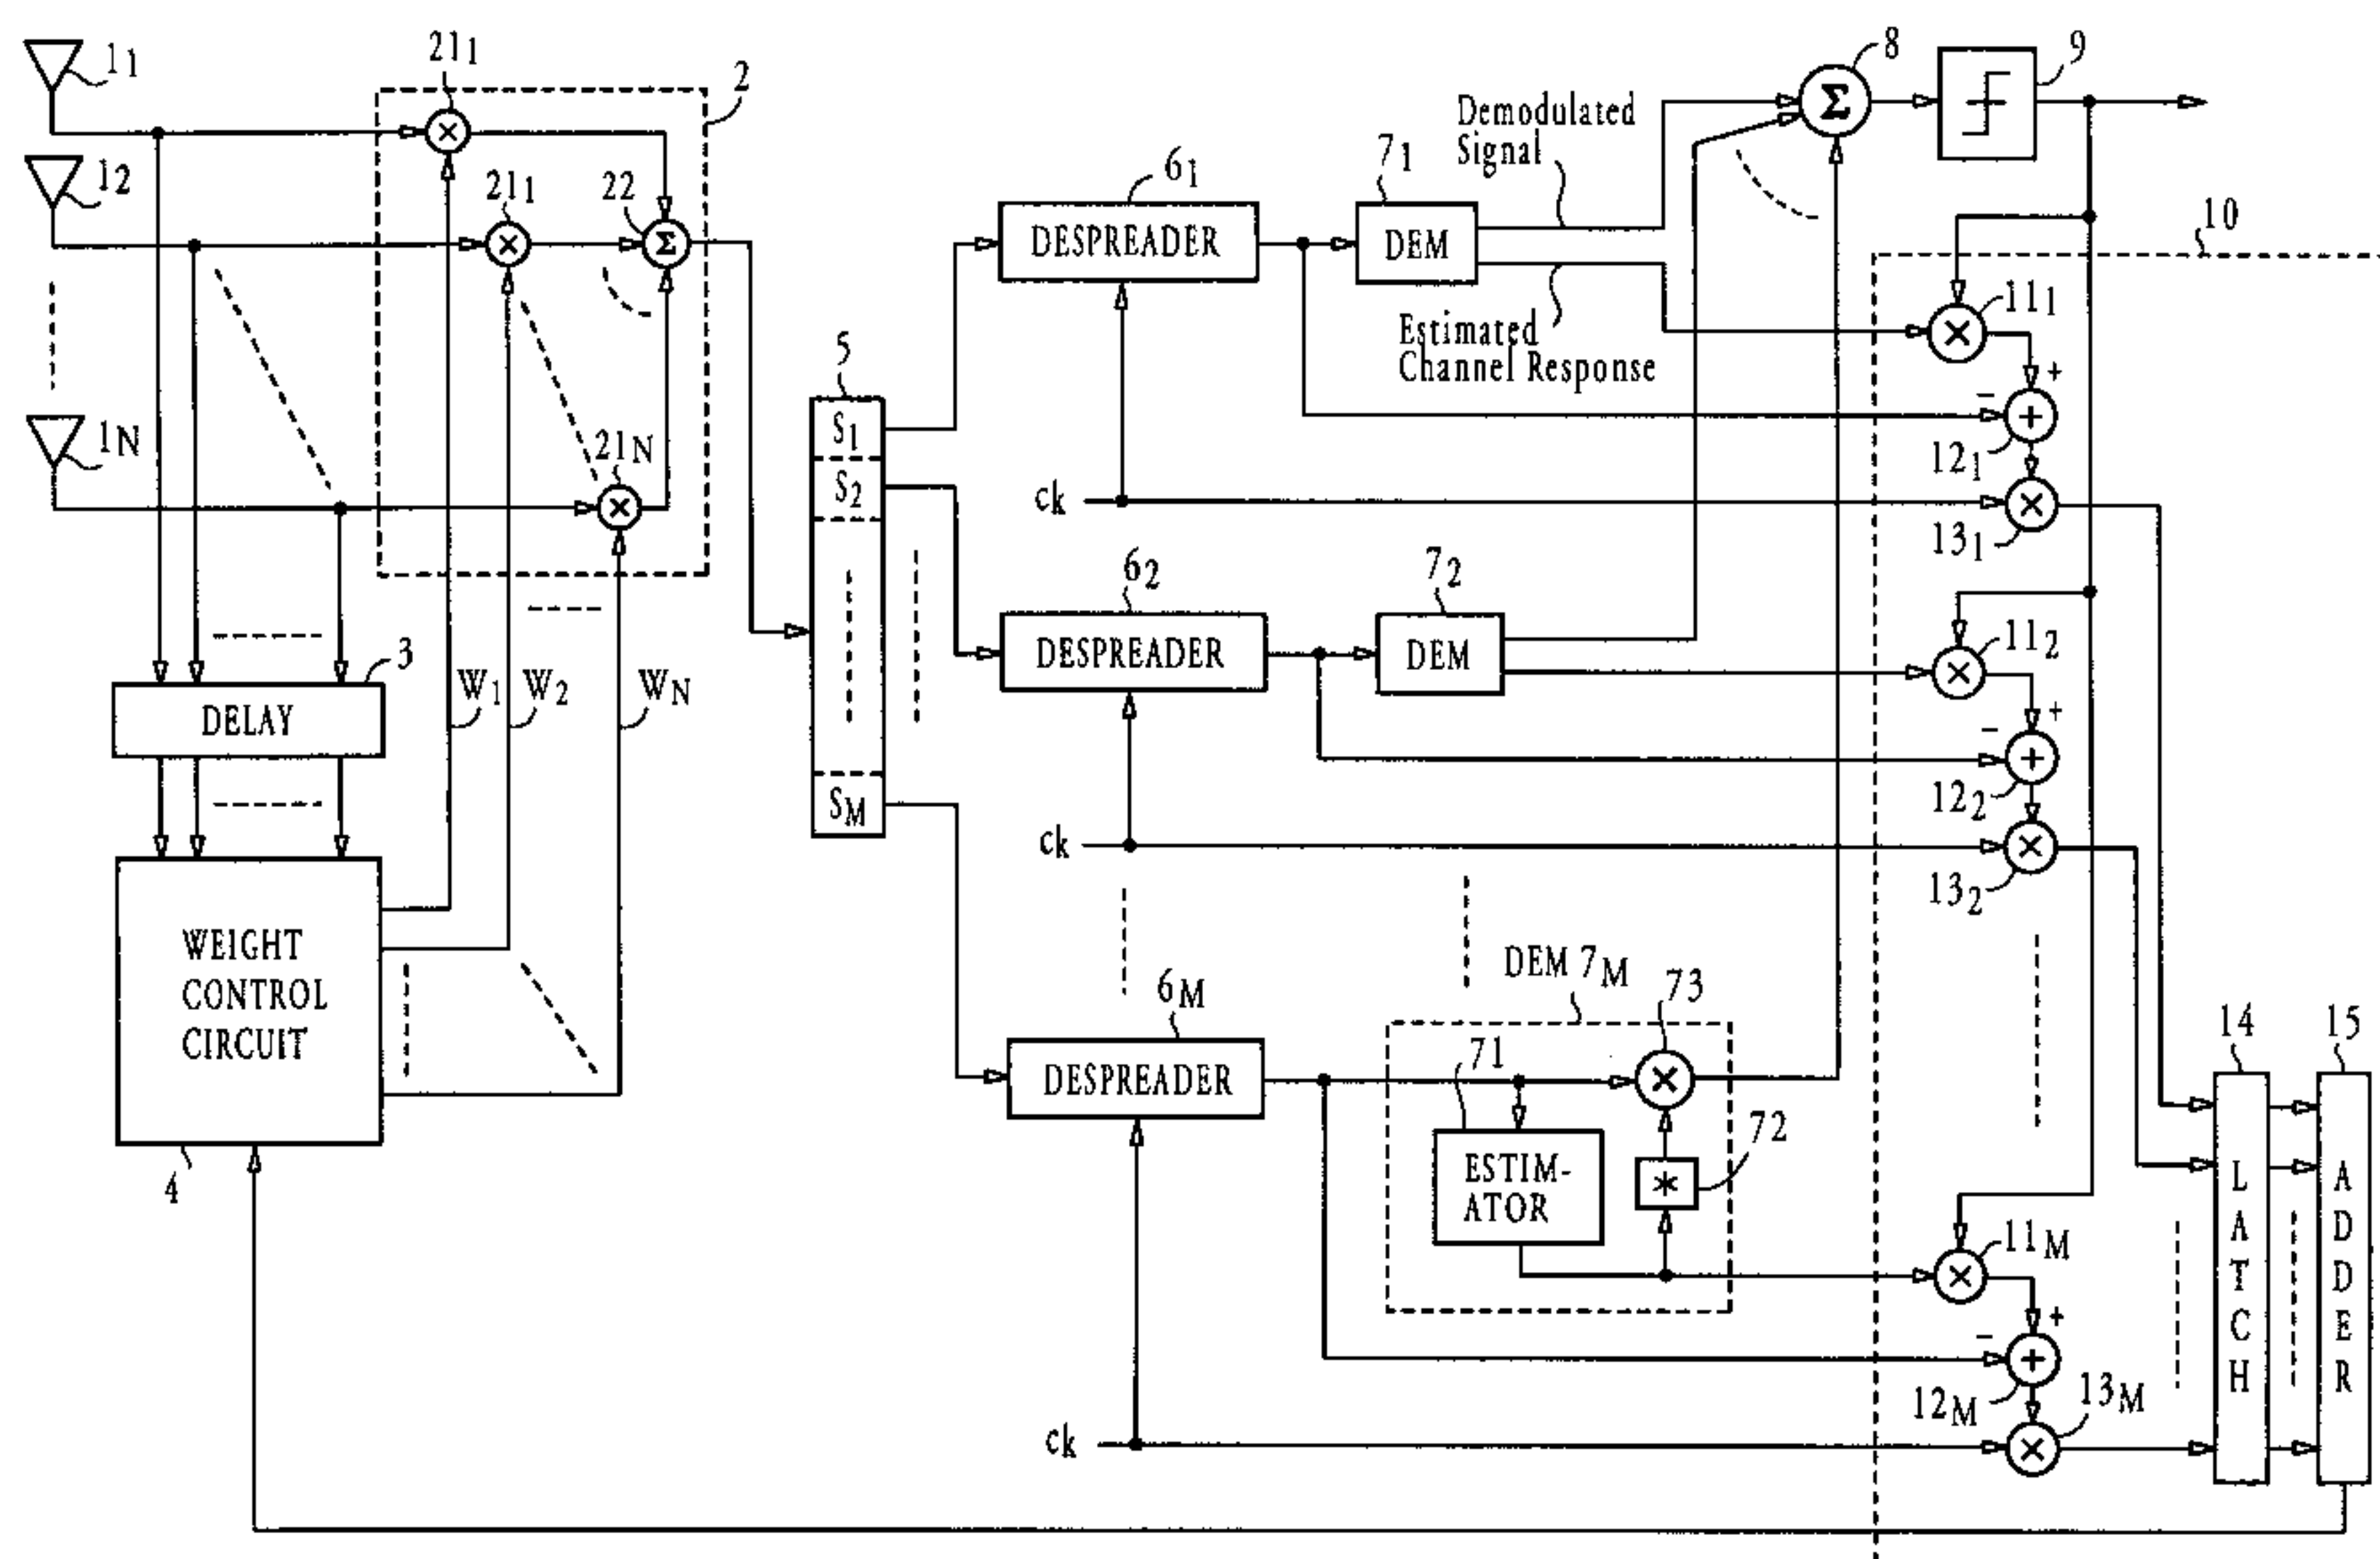 1₁
21₁
2
8
9
Demodulated
Signal
1₂
21₁
22
6₁
7₁
10
DESPREADER
DEM
Σ
11₁
Estimated
Channel Response
5
+
−
1N
21N
S₁
12₁
S₂
ck
13₁
6₂
7₂
11₂
3
W₁
W₂
WN
DESPREADER
DEM
DELAY
+
−
12₂
SM
ck
13₂
WEIGHT
CONTROL
CIRCUIT
DEM 7M
6M
73
14
15
71
DESPREADER
72
4
ESTIM-
ATOR
*
LATCH
ADDER
11M
+
−
12M
13M
ck